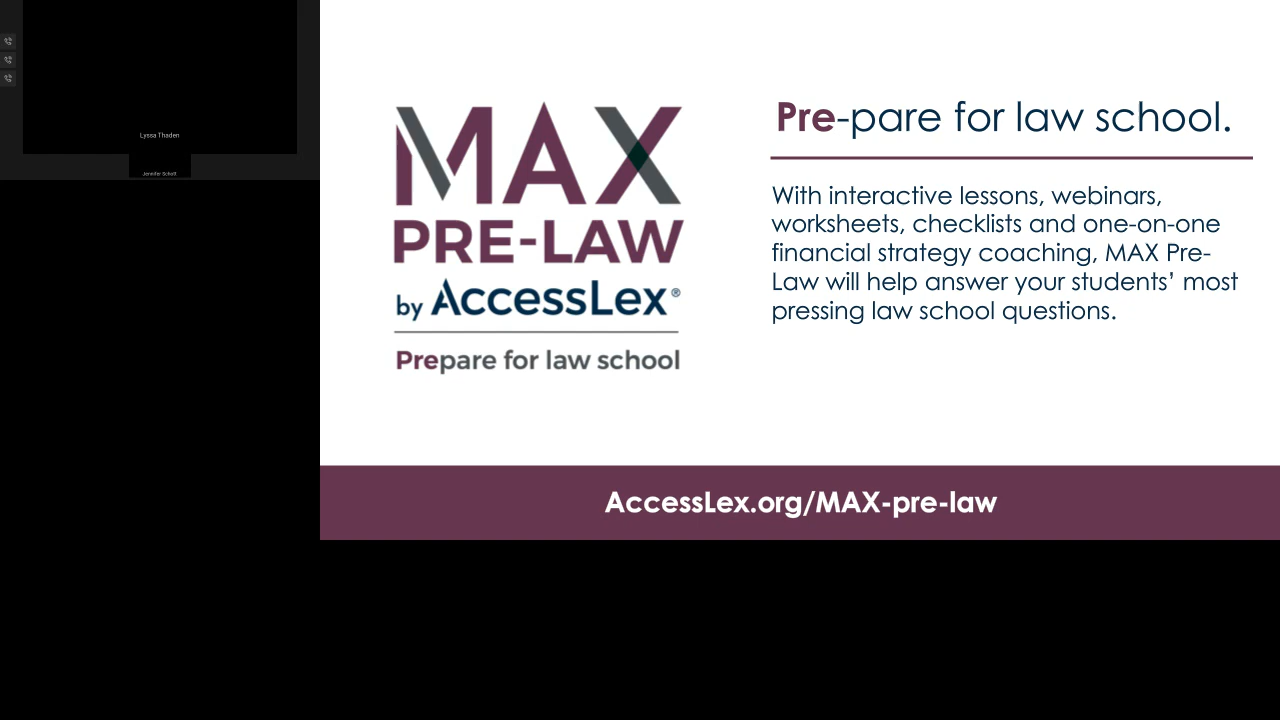 Lyssa Thaden
Jennifer Schott
MAX
PRE-LAW
by AccessLex®
Prepare for law school
Pre-pare for law school.
With interactive lessons, webinars,
worksheets, checklists and one-on-one
financial strategy coaching, MAX Pre-
Law will help answer your students’ most
pressing law school questions.
AccessLex.org/MAX-pre-law